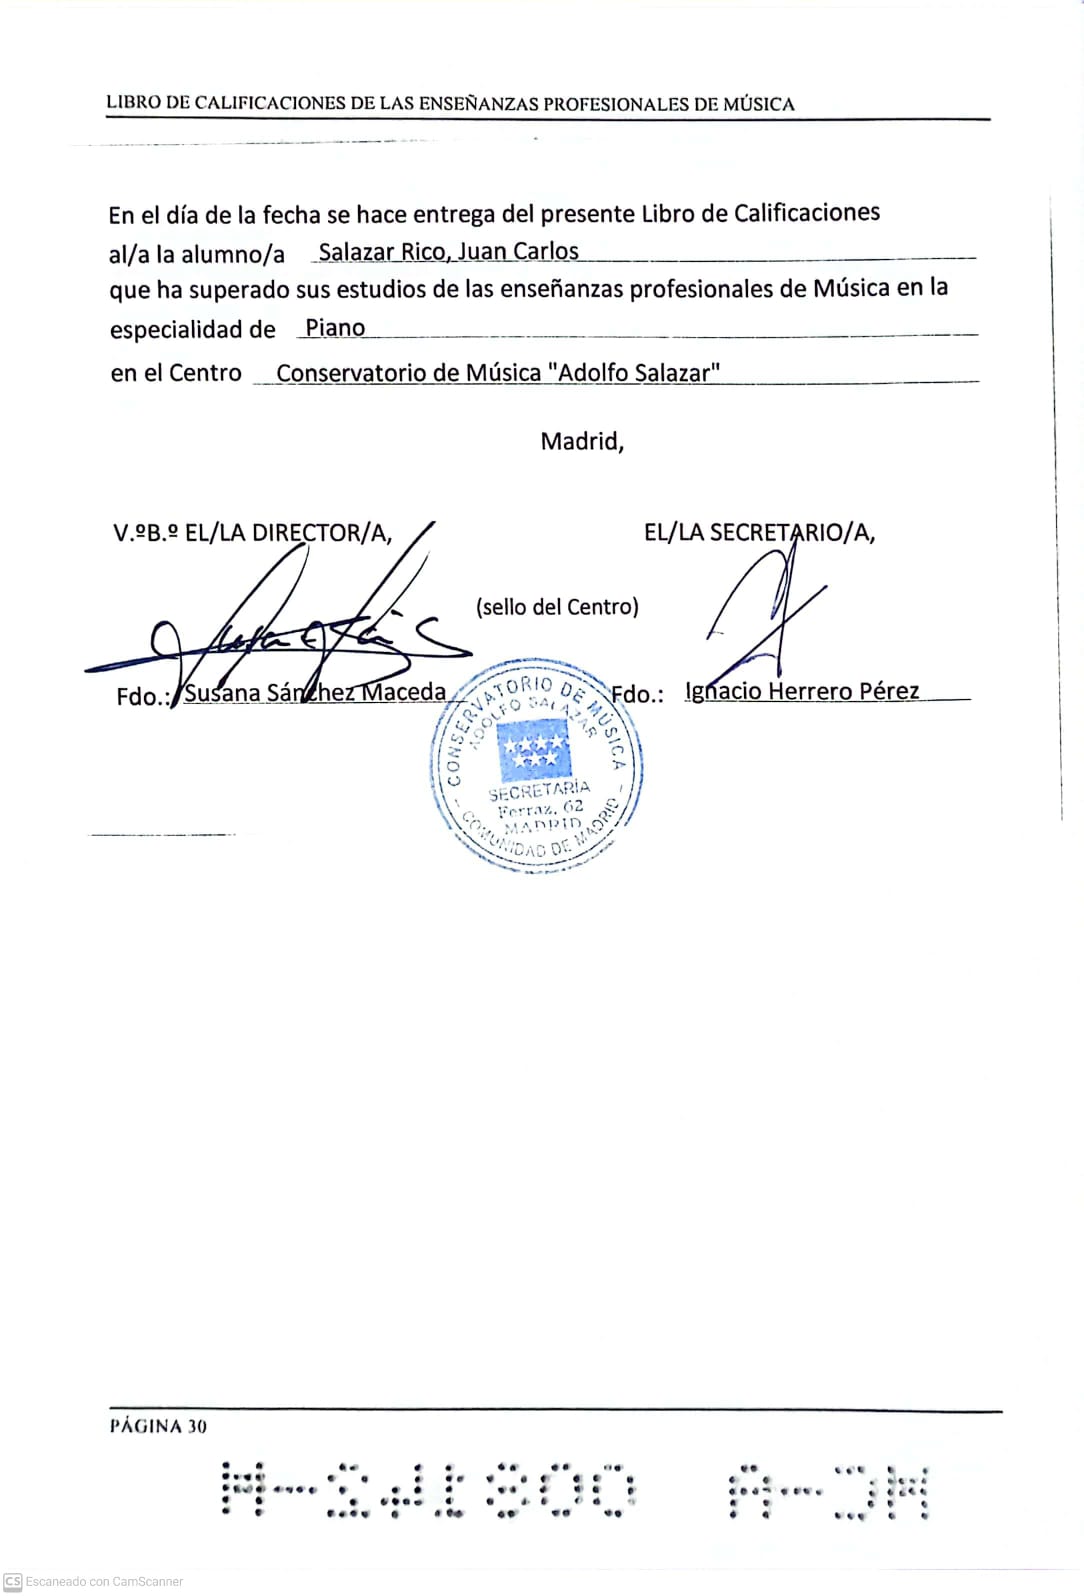 LIBRO DE CALIFICACIONES DE LAS ENSEÑANZAS PROFESIONALES DE MÚSICA
En el día de la fecha se hace entrega del presente Libro de Calificaciones
al/a la alumno/a Salazar Rico, Juan Carlos
que ha superado sus estudios de las enseñanzas profesionales de Música en la
especialidad de Piano
en el Centro Conservatorio de Música "Adolfo Salazar"
Madrid,
V.ºB.º EL/LA DIRECTOR/A, EL/LA SECRETARIO/A,
(sello del Centro)
Fdo.: Susana Sánchez Maceda Fdo.: Ignacio Herrero Pérez
CONSERVATORIO DE MÚSICA
ADOLFO SALAZAR
SECRETARÍA
Ferraz, 62
MADRID
- COMUNIDAD DE MADRID -
PÁGINA 30
CS Escaneado con CamScanner